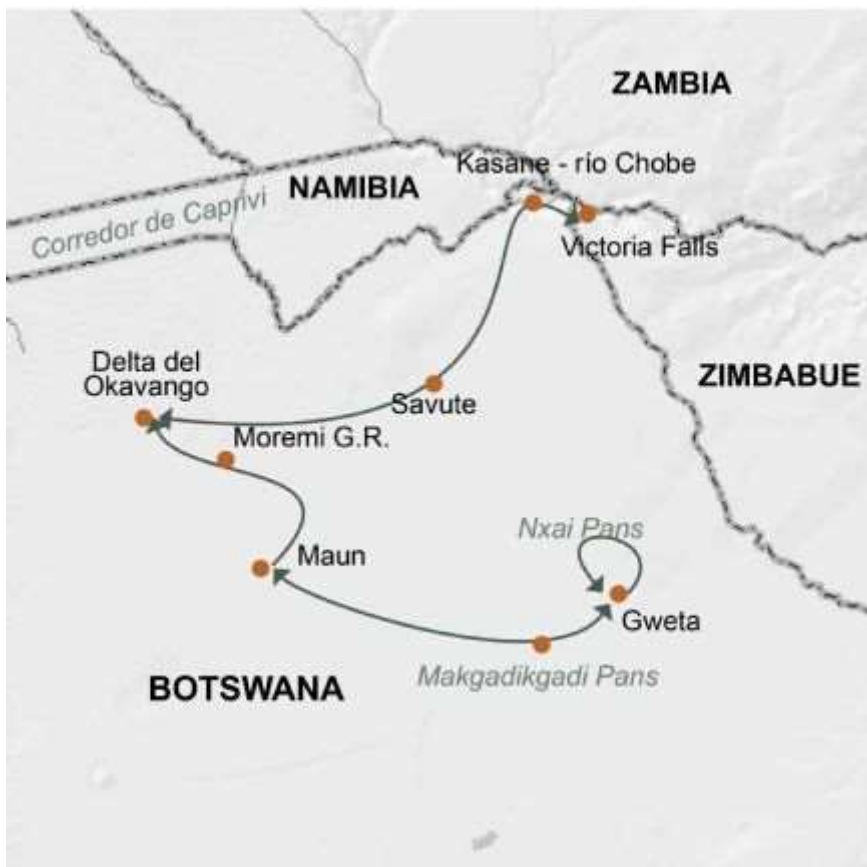 ZAMBIA
Kasane - río Chobe
NAMIBIA
Corredor de Caprivi
Victoria Falls
Delta del
Okavango
ZIMBABUE
Savute
Moremi G.R.
Nxai Pans
Maun
Gweta
Makgadikgadi Pans
BOTSWANA